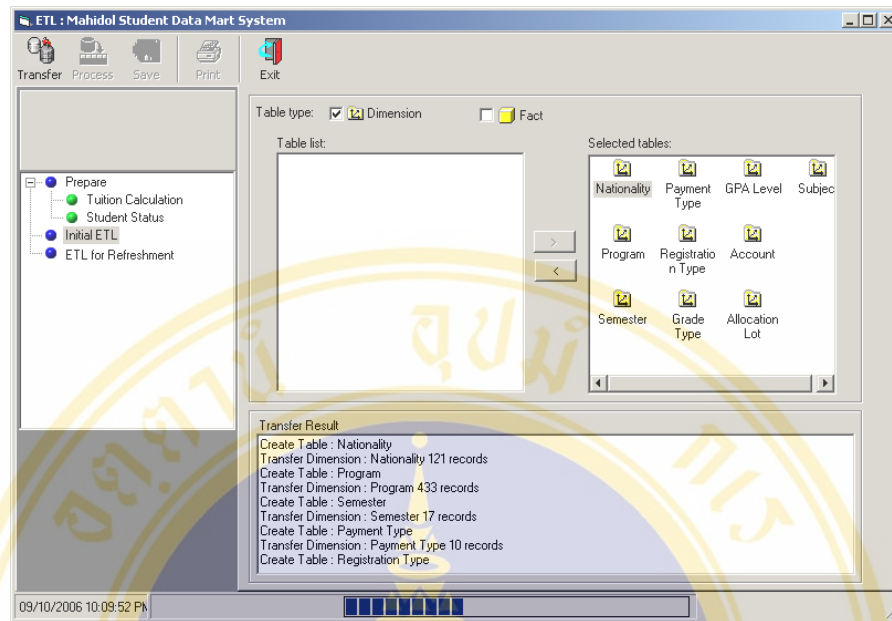 ETL : Mahidol Student Data Mart System
Transfer Process Save Print Exit
Prepare
Tuition Calculation
Student Status
Initial ETL
ETL for Refreshment
Table type: Dimension Fact
Table list:
Selected tables:
Nationality
Payment Type
GPA Level
Subjec
Program
Registratio
n Type
Account
Semester
Grade Type
Allocation Lot
>
<
Transfer Result
Create Table : Nationality
Transfer Dimension : Nationality 121 records
Create Table : Program
Transfer Dimension : Program 433 records
Create Table : Semester
Transfer Dimension : Semester 17 records
Create Table : Payment Type
Transfer Dimension : Payment Type 10 records
Create Table : Registration Type
09/10/2006 10:09:52 PM